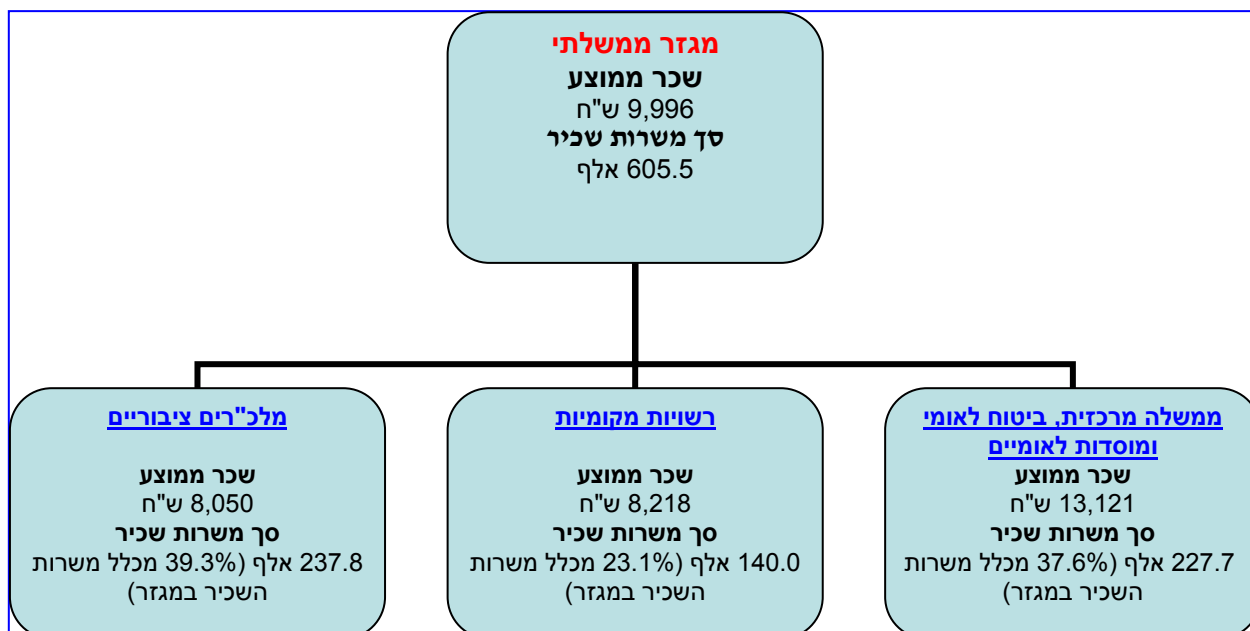 מגזר ממשלתי
שכר ממוצע
9,996 ש"ח
סך משרות שכיר
605.5 אלף
ממשלה מרכזית, ביטוח לאומי
ומוסדות לאומיים
שכר ממוצע
13,121 ש"ח
סך משרות שכיר
227.7 אלף (37.6% מכלל משרות
השכיר במגזר)
רשויות מקומיות
שכר ממוצע
8,218 ש"ח
סך משרות שכיר
140.0 אלף (23.1% מכלל משרות
השכיר במגזר)
מלכ"רים ציבוריים
שכר ממוצע
8,050 ש"ח
סך משרות שכיר
237.8 אלף (39.3% מכלל משרות
השכיר במגזר)